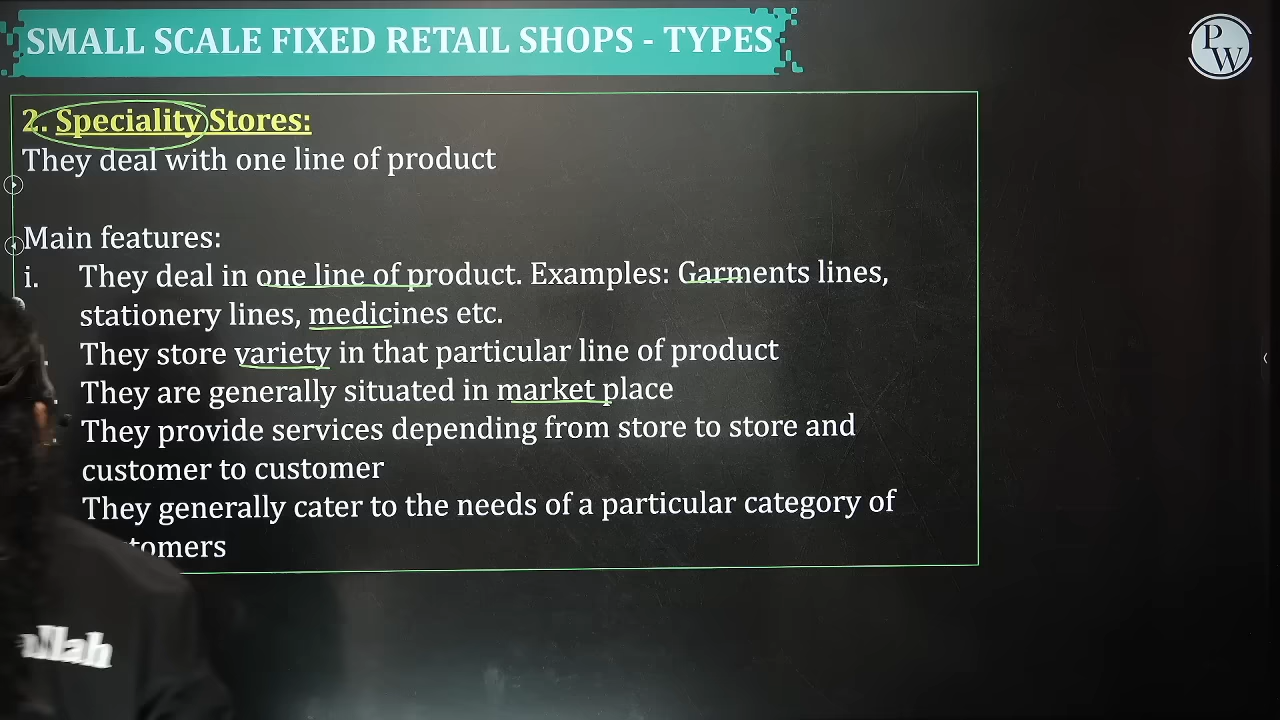 SMALL SCALE FIXED RETAIL SHOPS - TYPES
PW
2. Speciality Stores:
They deal with one line of product
Main features:
i. They deal in one line of product. Examples: Garments lines,
stationery lines, medicines etc.
They store variety in that particular line of product
They are generally situated in market place
They provide services depending from store to store and
customer to customer
They generally cater to the needs of a particular category of
tomers
allah